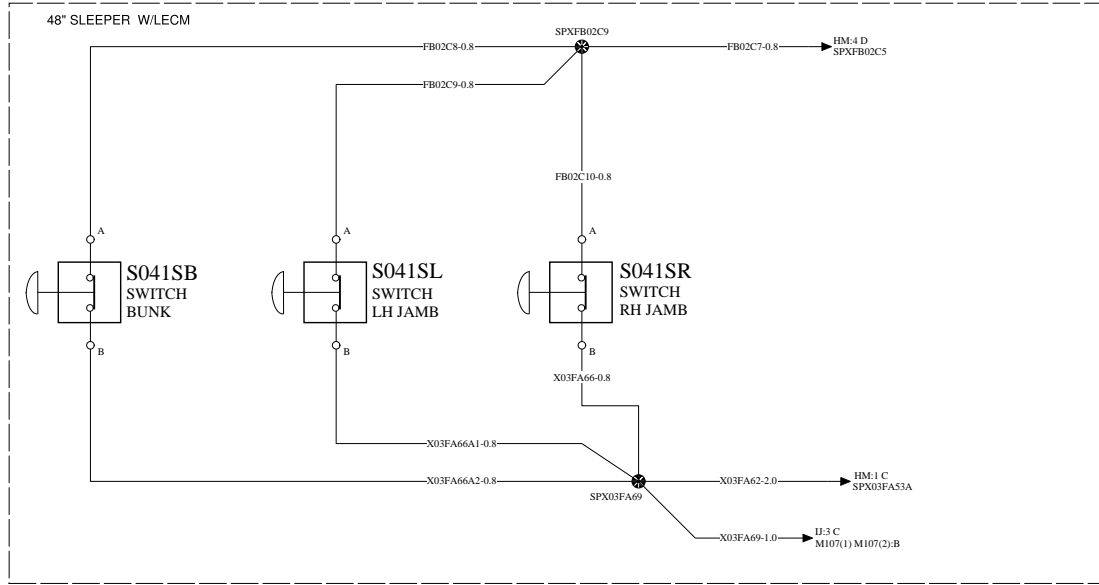 48" SLEEPER  W/LECM
SPXFB02C9
FB02C8-0.8
FB02C7-0.8
HM:4 D
SPXFB02C5
FB02C9-0.8
FB02C10-0.8
A
A
A
S041SB
SWITCH
BUNK
S041SL
SWITCH
LH JAMB
S041SR
SWITCH
RH JAMB
B
B
B
X03FA66-0.8
X03FA66A1-0.8
X03FA66A2-0.8
X03FA62-2.0
HM:1 C
SPX03FA53A
SPX03FA69
X03FA69-1.0
IJ:3 C
M107(1) M107(2):B